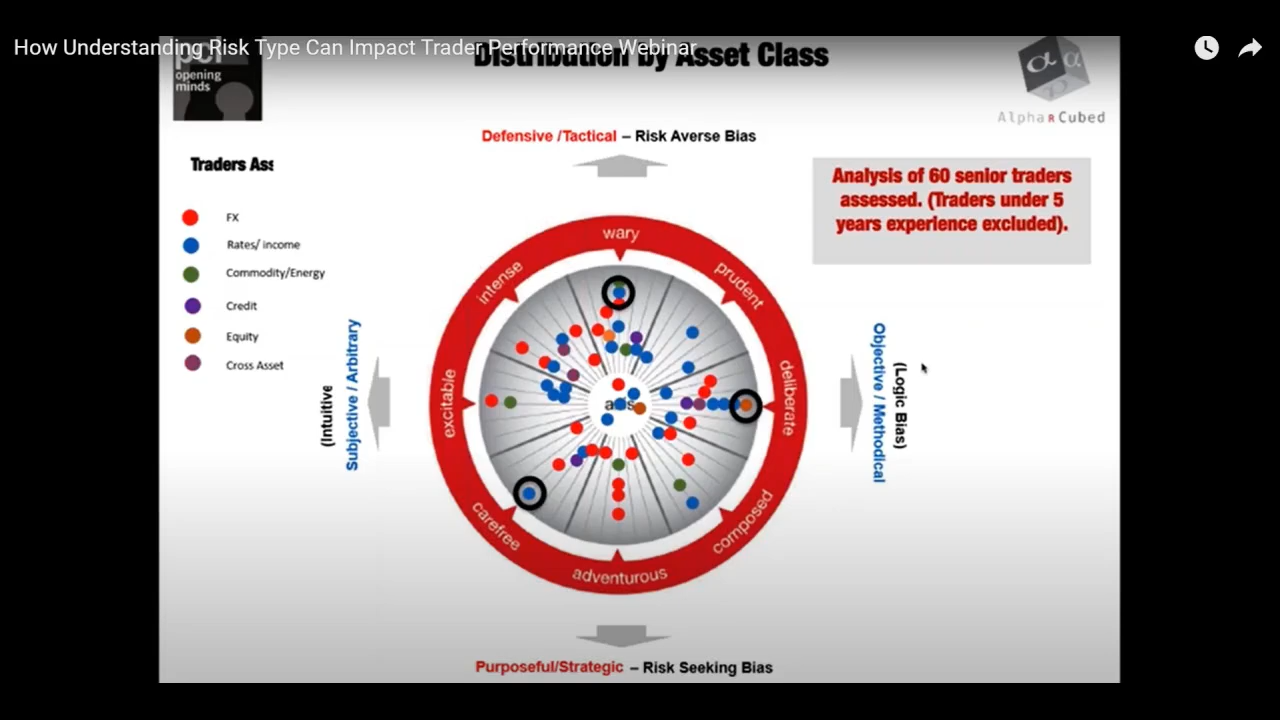 How Understanding Risk Type Can Impact Trader Performance Webinar
Distribution by Asset Class
pcl
opening
minds
Alpha R Cubed
Defensive /Tactical – Risk Averse Bias
Traders Ass
Analysis of 60 senior traders
assessed. (Traders under 5
years experience excluded).
FX
Rates/ income
Commodity/Energy
Credit
Equity
Cross Asset
wary
intense
prudent
excitable
deliberate
carefree
composed
adventurous
(Intuitive
Subjective / Arbitrary
Objective / Methodical
(Logic Bias)
Purposeful/Strategic – Risk Seeking Bias